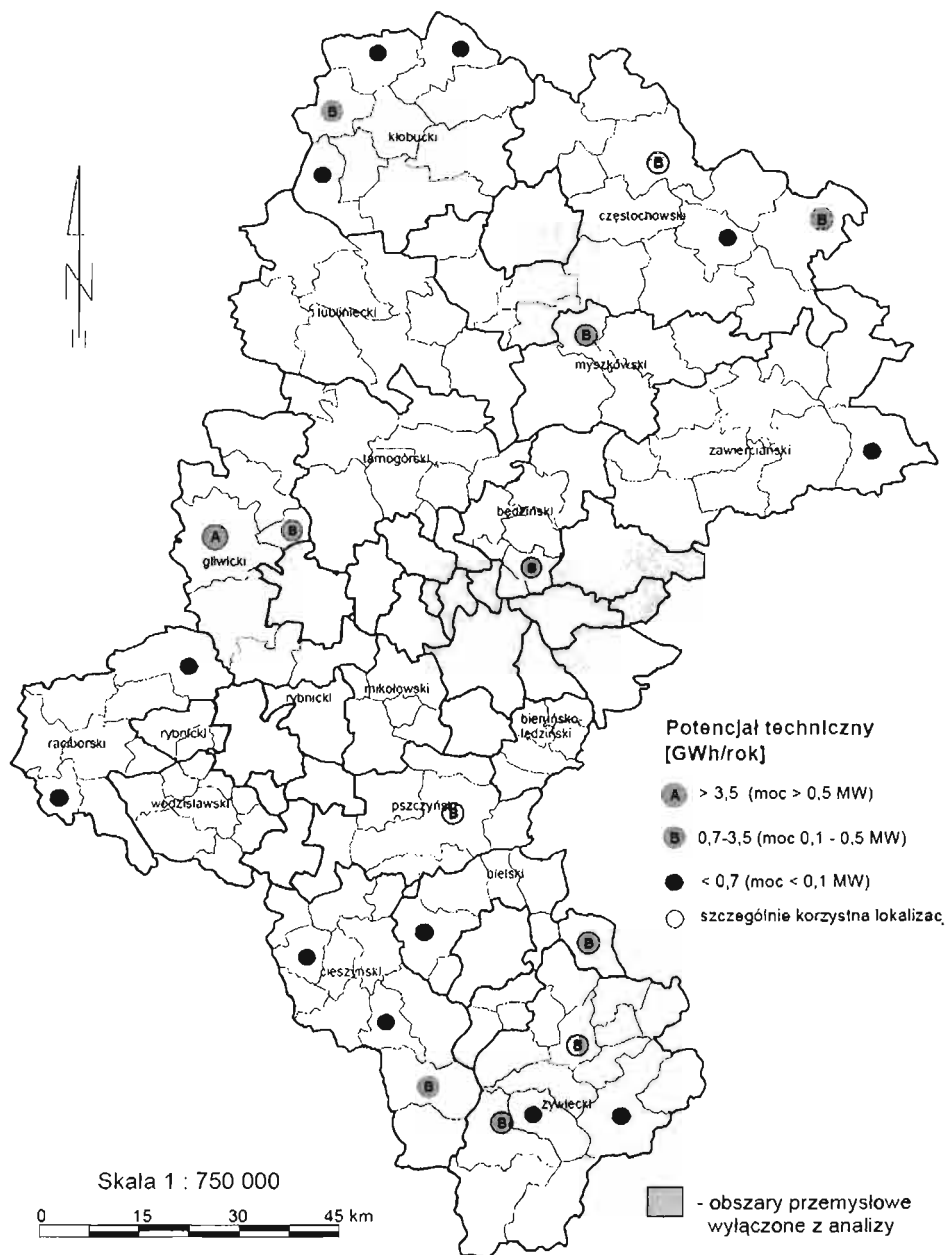 B
kłobucki
B
częstochowski
B
N
lubliniecki
B
myszkowski
zawierciański
tarnogórski
będziński
A
B
gliwicki
B
rybnicki
mikołowski
bieruńsko-
lędziński
raciborski
rybnicki
wodzisławski
pszczyński
B
bielski
B
cieszyński
B
B
B
żywiecki
Potencjał techniczny
[GWh/rok]
A > 3,5 (moc > 0,5 MW)
B 0,7-3,5 (moc 0,1 - 0,5 MW)
< 0,7 (moc < 0,1 MW)
szczególnie korzystna lokalizac
Skala 1 : 750 000
0 15 30 45 km
- obszary przemysłowe
wyłączone z analizy